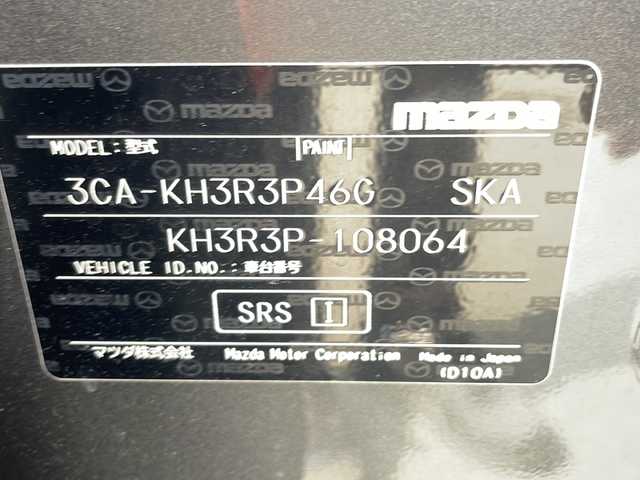 mazda
MODEL:型式 PAINT
3CA-KH3R3P46G SKA
KH3R3P-108064
VEHICLE ID.NO.:車台番号
SRS I
マツダ株式会社 Mazda Motor Corporation Made in Japan
(D10A)